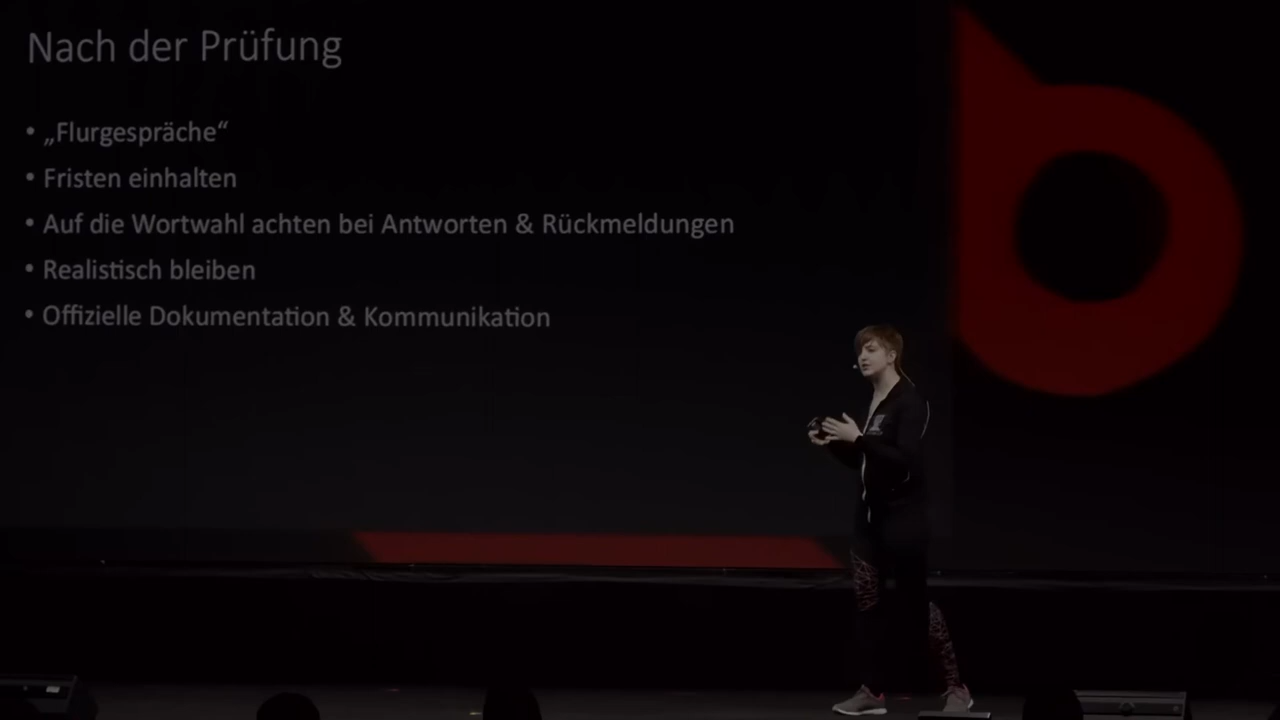 Nach der Prüfung
• „Flurgespräche“
• Fristen einhalten
• Auf die Wortwahl achten bei Antworten & Rückmeldungen
• Realistisch bleiben
• Offizielle Dokumentation & Kommunikation